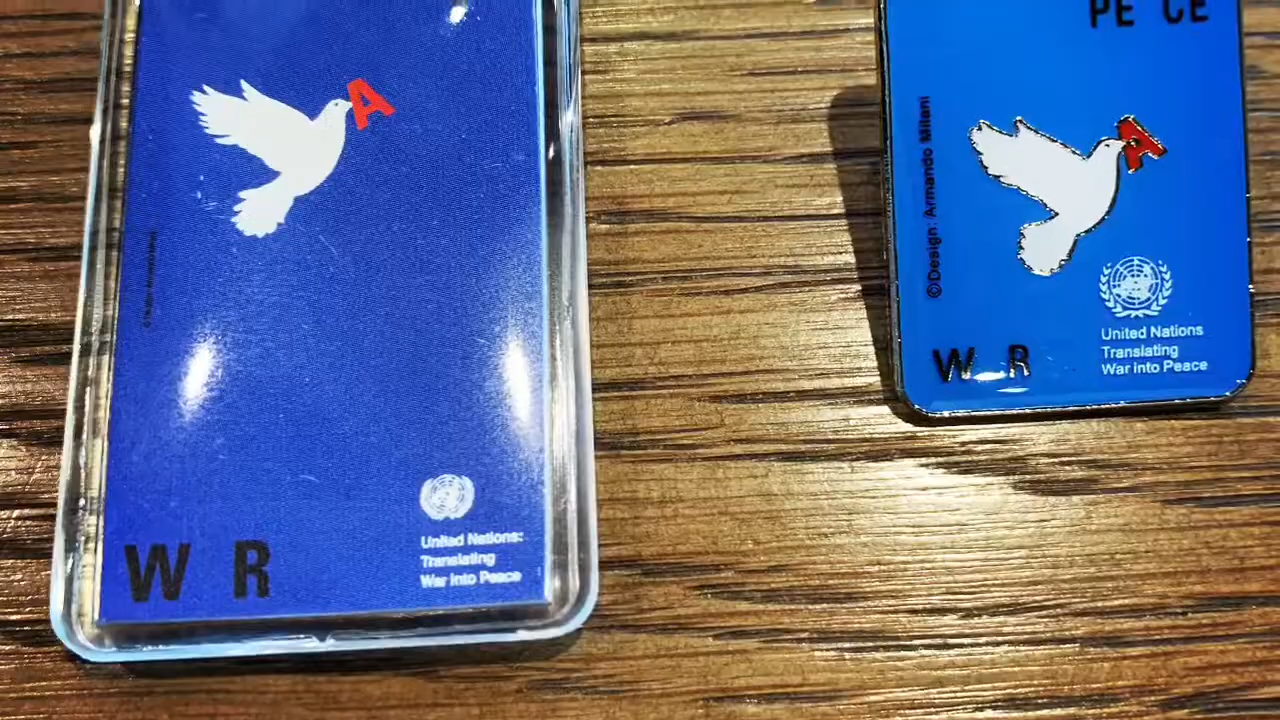 A
W R
United Nations:
Translating
War into Peace
PE CE
A
©Design: Armando Milani
W R
United Nations
Translating
War into Peace